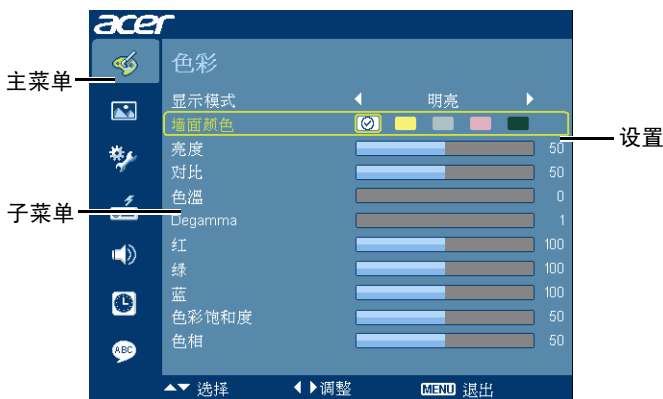 acer
色彩
主菜单
显示模式 明亮
墙面颜色
设置
亮度 50
对比 50
色温 0
子菜单
Degamma 1
红 100
绿 100
蓝 100
色彩饱和度 50
色相 50
ABC
选择 调整 MENU 退出